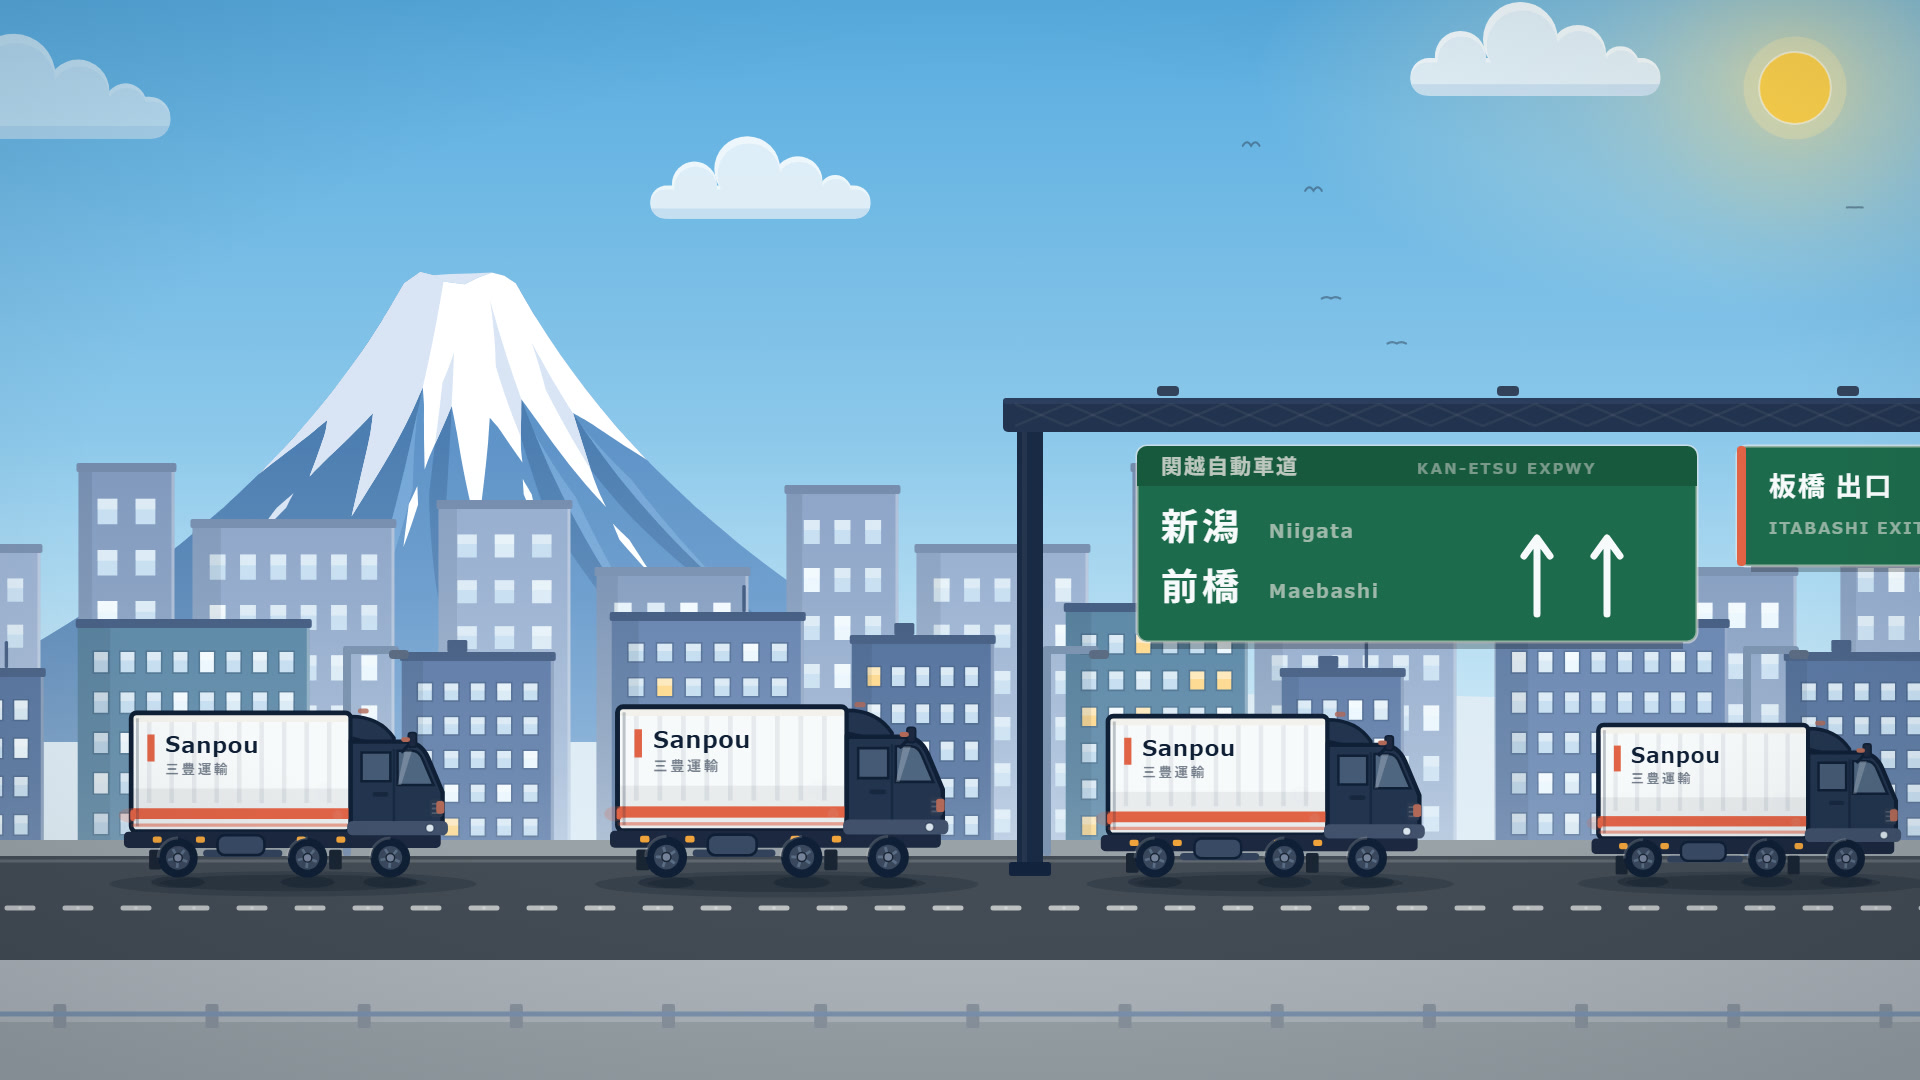 関越自動車道 KAN-ETSU EXPWY
新潟 Niigata
前橋 Maebashi
板橋 出口
ITABASHI EXIT
Sanpou
三豊運輸
Sanpou
三豊運輸
Sanpou
三豊運輸
Sanpou
三豊運輸